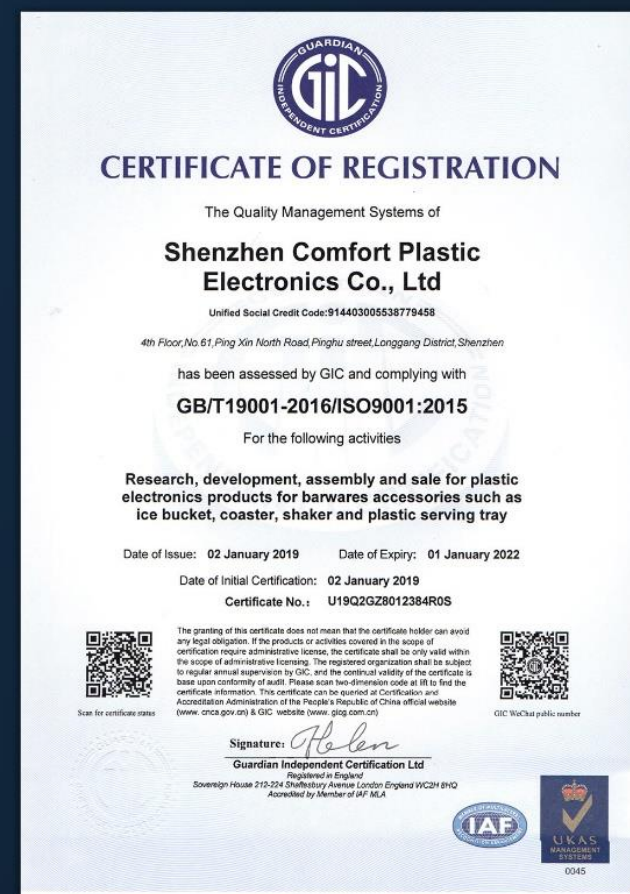 GUARDIAN
GIC
INDEPENDENT CERTIFICATION
CERTIFICATE OF REGISTRATION
The Quality Management Systems of
Shenzhen Comfort Plastic
Electronics Co., Ltd
Unified Social Credit Code:914403005538779458
4th Floor,No.61,Ping Xin North Road,Pinghu street,Longgang District,Shenzhen
has been assessed by GIC and complying with
GB/T19001-2016/ISO9001:2015
For the following activities
Research, development, assembly and sale for plastic
electronics products for barwares accessories such as
ice bucket, coaster, shaker and plastic serving tray
Date of Issue: 02 January 2019 Date of Expiry: 01 January 2022
Date of Initial Certification: 02 January 2019
Certificate No.: U19Q2GZ8012384R0S
The granting of this certificate does not mean that the certificate holder can avoid
any legal obligation. If the products or activities covered in the scope of
certification require administrative license, the certificate shall be only valid within
the scope of administrative licensing. The registered organization shall be subject
to regular annual supervision by GIC, and the continual validity of the certificate is
base upon conformity of audit. Please scan two-dimension code at lift to find the
certificate information. This certificate can be queried at Certification and
Accreditation Administration of the People's Republic of China official website
(www. cnca.gov.cn) & GIC website (www. gicg.com.cn)
Scan for certificate status
GIC WeChat public number
Signature: Helen
Guardian Independent Certification Ltd
Registered in England
Sovereign House 212-224 Shaftesbury Avenue London England WC2H 8HQ
Accredited by Member of IAF MLA
IAF
UKAS
MANAGEMENT
SYSTEMS
0045